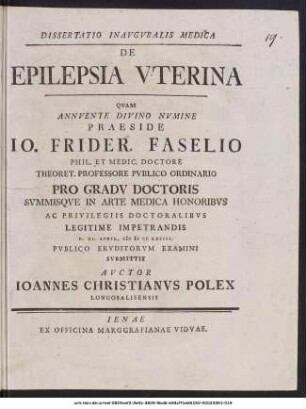 DISSERTATIO INAVGVRALIS MEDICA
19.
DE
EPILEPSIA VTERINA
QVAM
ANNVENTE DIVINO NVMINE
PRAESIDE
IO. FRIDER. FASELIO
PHIL. ET MEDIC. DOCTORE
THEORET. PROFESSORE PVBLICO ORDINARIO
PRO GRADV DOCTORIS
SVMMISQVE IN ARTE MEDICA HONORIBVS
AC PRIVILEGIIS DOCTORALIBVS
LEGITIME IMPETRANDIS
PVBLICO ERVDITORVM EXAMINI
SVBMITTIT
AVCTOR
IOANNES CHRISTIANVS POLEX
LONGOSALISENSIS
IENAE
EX OFFICINA MARGGRAFIANAE VIDVAE.